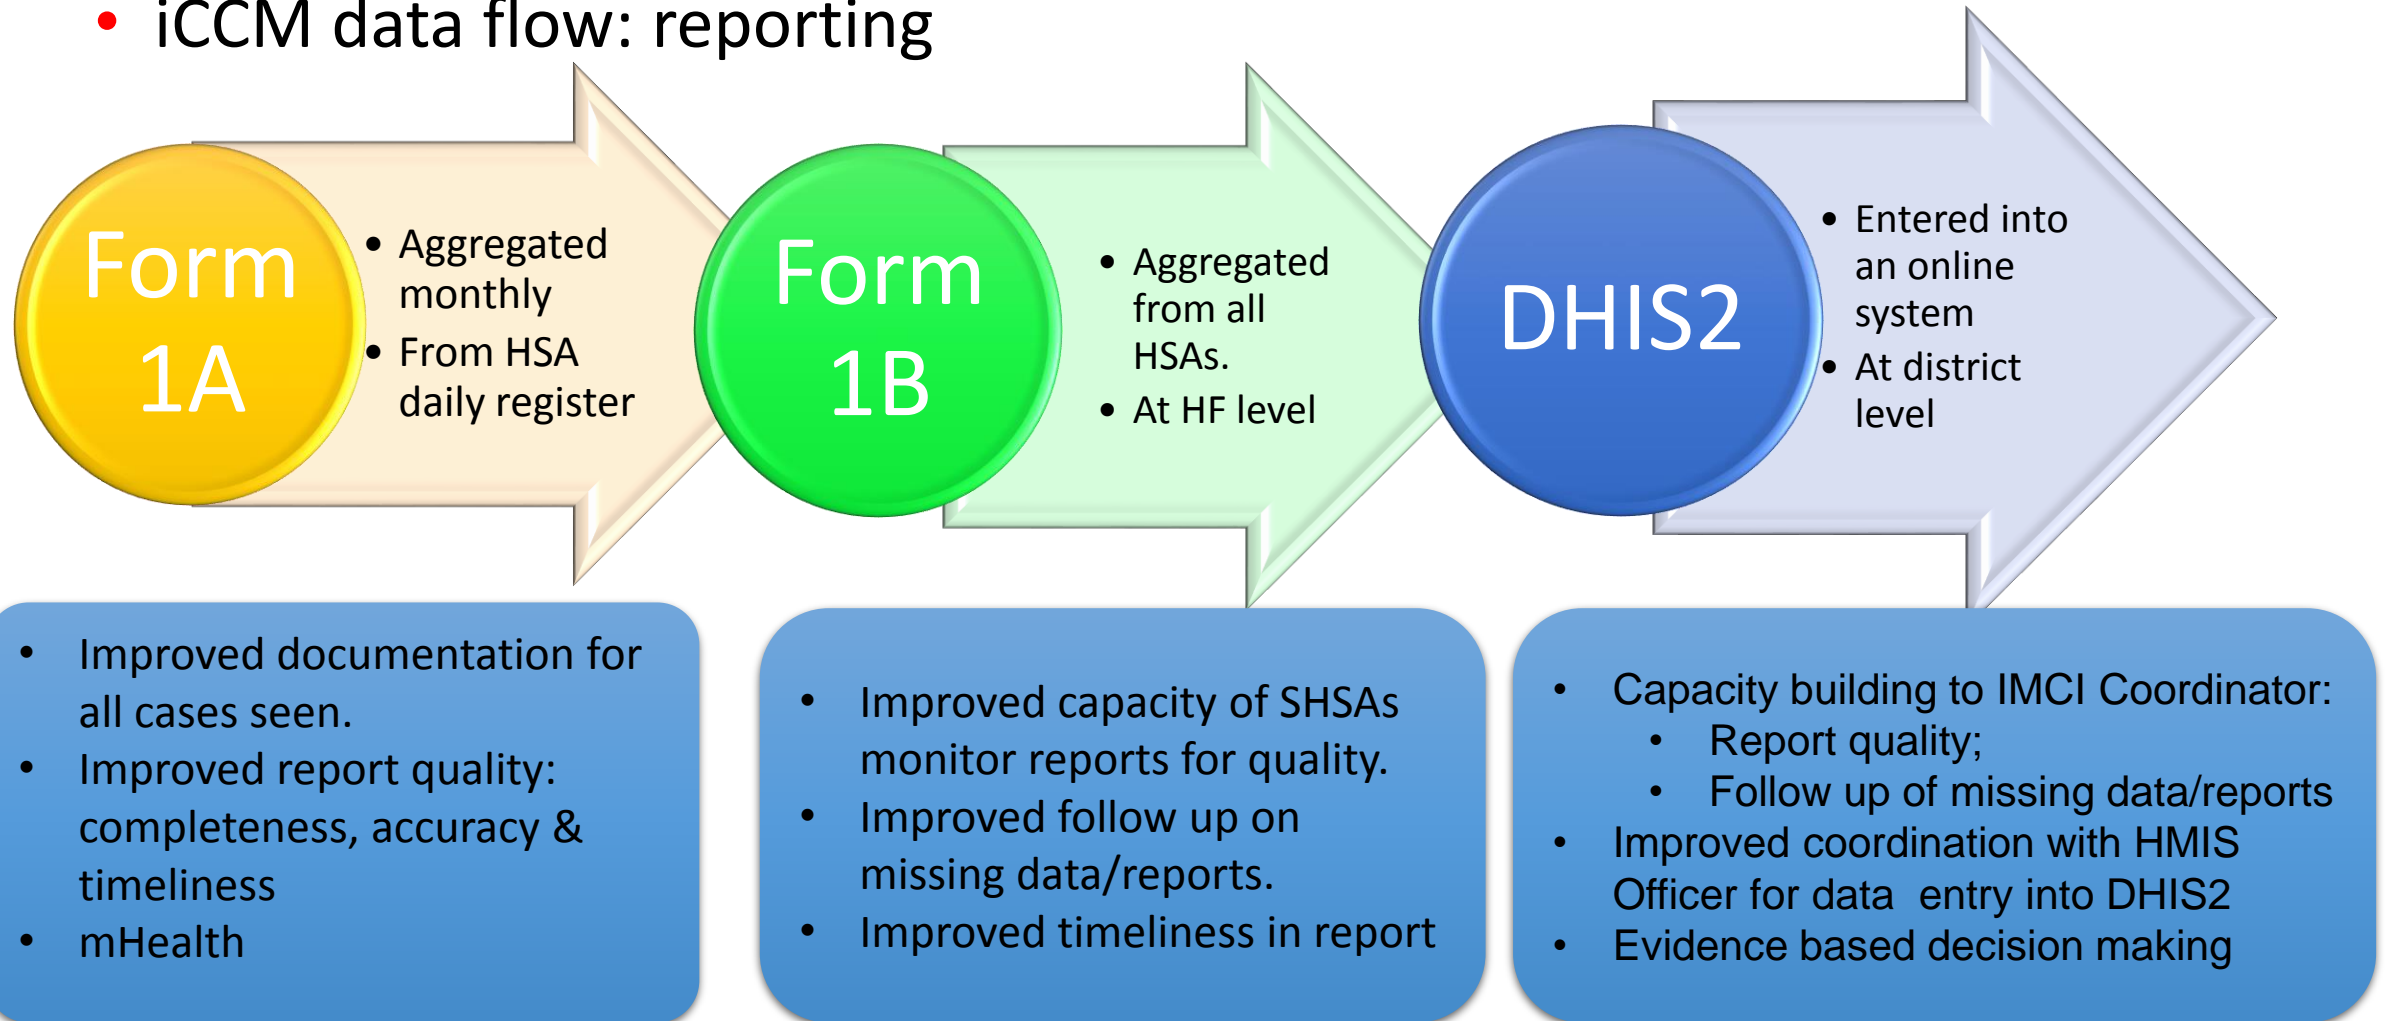 • iCCM data flow: reporting
Form
1A
• Aggregated
monthly
• From HSA
daily register
Form
1B
• Aggregated
from all
HSAs.
• At HF level
DHIS2
• Entered into
an online
system
• At district
level
• Improved documentation for
all cases seen.
• Improved report quality:
completeness, accuracy &
timeliness
• mHealth
• Improved capacity of SHSAs
monitor reports for quality.
• Improved follow up on
missing data/reports.
• Improved timeliness in report
• Capacity building to IMCI Coordinator:
• Report quality;
• Follow up of missing data/reports
• Improved coordination with HMIS
Officer for data  entry into DHIS2
• Evidence based decision making